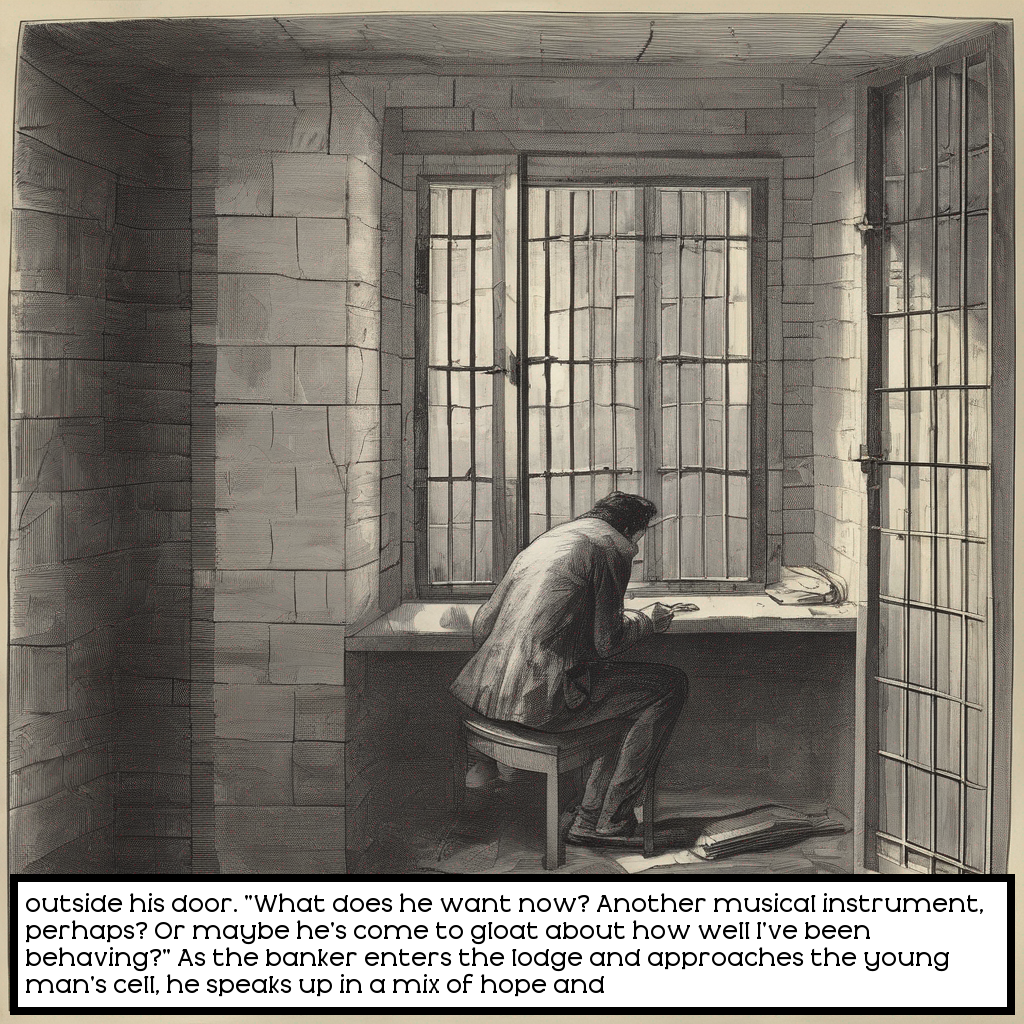 outside his door. "What does he want now? Another musical instrument,
perhaps? Or maybe he's come to gloat about how well I've been
behaving?" As the banker enters the lodge and approaches the young
man's cell, he speaks up in a mix of hope and